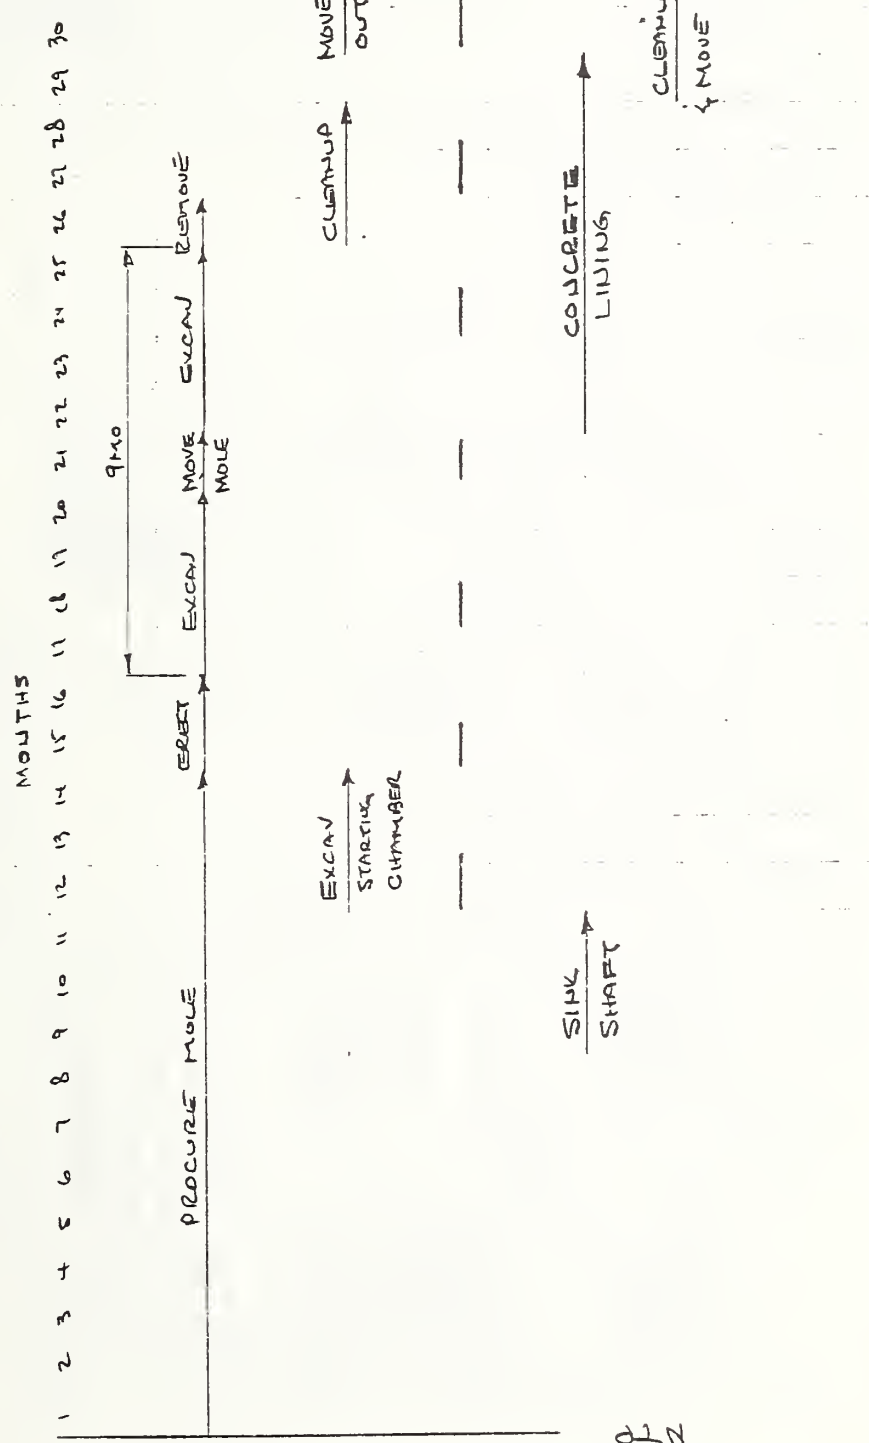 MONTHS
1 2 3 4 5 6 7 8 9 10 11 12 13 14 15 16 17 18 19 20 21 22 23 24 25 26 27 28 29 30
9 MO
PROCURE MOLE
ERECT
EXCAV
MOVE
MOLE
EXCAV
REMOVE
EXCAV
STARTING
CHAMBER
CLEANUP
MOVE
OUT
SINK
SHAFT
CONCRETE
LINING
CLEANU
& MOVE